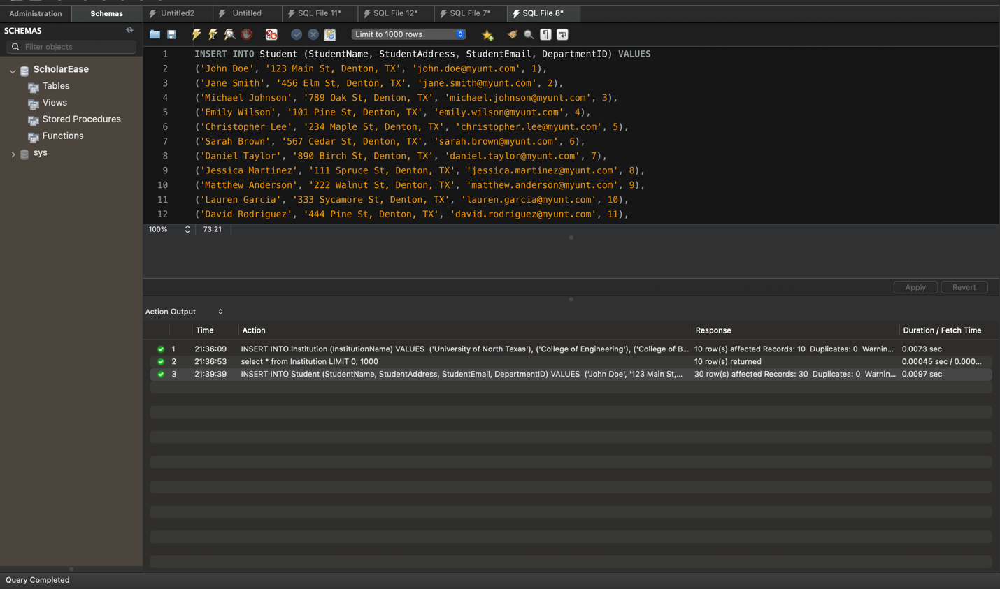 Administration
Schemas
Untitled2
Untitled
SQL File 11*
SQL File 12*
SQL File 7*
SQL File 8*
SCHEMAS
Filter objects
ScholarEase
Tables
Views
Stored Procedures
Functions
sys
Limit to 1000 rows
1 INSERT INTO Student (StudentName, StudentAddress, StudentEmail, DepartmentID) VALUES
2 ('John Doe', '123 Main St, Denton, TX', 'john.doe@myunt.com', 1),
3 ('Jane Smith', '456 Elm St, Denton, TX', 'jane.smith@myunt.com', 2),
4 ('Michael Johnson', '789 Oak St, Denton, TX', 'michael.johnson@myunt.com', 3),
5 ('Emily Wilson', '101 Pine St, Denton, TX', 'emily.wilson@myunt.com', 4),
6 ('Christopher Lee', '234 Maple St, Denton, TX', 'christopher.lee@myunt.com', 5),
7 ('Sarah Brown', '567 Cedar St, Denton, TX', 'sarah.brown@myunt.com', 6),
8 ('Daniel Taylor', '890 Birch St, Denton, TX', 'daniel.taylor@myunt.com', 7),
9 ('Jessica Martinez', '111 Spruce St, Denton, TX', 'jessica.martinez@myunt.com', 8),
10 ('Matthew Anderson', '222 Walnut St, Denton, TX', 'matthew.anderson@myunt.com', 9),
11 ('Lauren Garcia', '333 Sycamore St, Denton, TX', 'lauren.garcia@myunt.com', 10),
12 ('David Rodriguez', '444 Pine St, Denton, TX', 'david.rodriguez@myunt.com', 11),
100% 73:21
Apply Revert
Action Output
Time Action Response Duration / Fetch Time
1 21:36:09 INSERT INTO Institution (InstitutionName) VALUES ('University of North Texas'), ('College of Engineering'), ('College of B... 10 row(s) affected Records: 10 Duplicates: 0 Warnin... 0.0073 sec
2 21:36:53 select * from Institution LIMIT 0, 1000 10 row(s) returned 0.00045 sec / 0.000...
3 21:39:39 INSERT INTO Student (StudentName, StudentAddress, StudentEmail, DepartmentID) VALUES ('John Doe', '123 Main St,... 30 row(s) affected Records: 30 Duplicates: 0 Warnin... 0.0097 sec
Query Completed